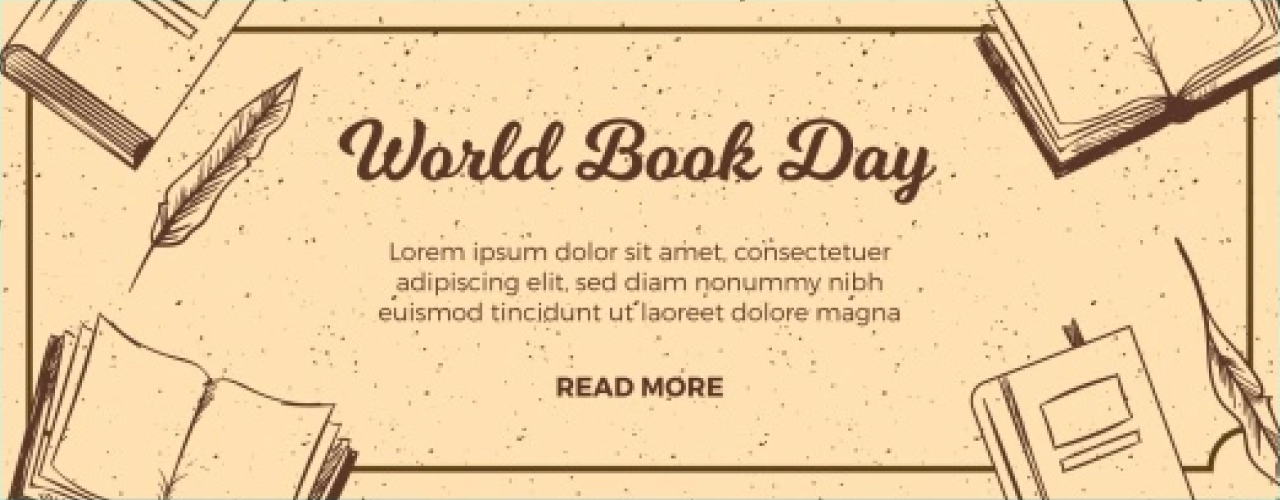 World Book Day
Lorem ipsum dolor sit amet, consectetuer
adipiscing elit, sed diam nonummy nibh
euismod tincidunt ut laoreet dolore magna
READ MORE